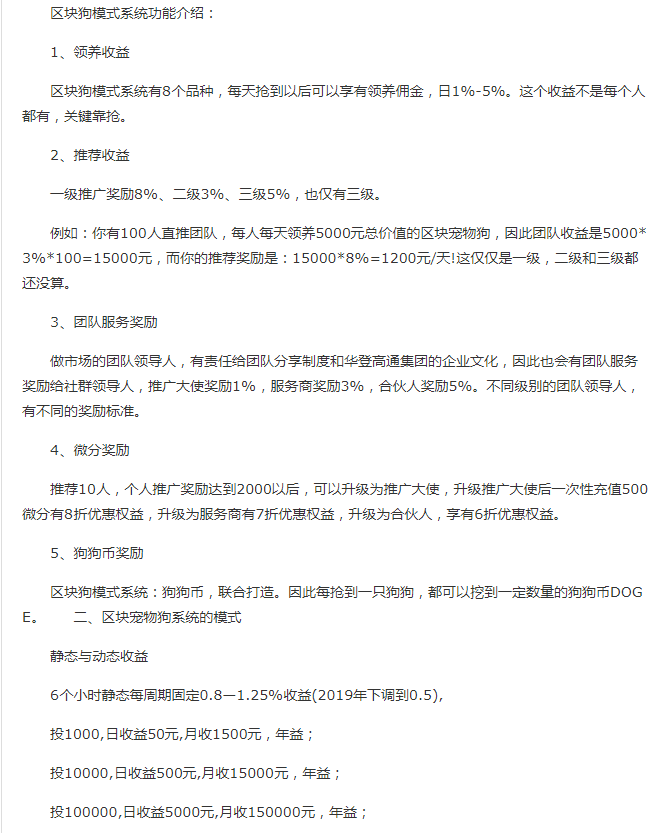 区块狗模式系统功能介绍：
1、领养收益
区块狗模式系统有8个品种，每天抢到以后可以享有领养佣金，日1%-5%。这个收益不是每个人
都有，关键靠抢。
2、推荐收益
一级推广奖励8%、二级3%、三级5%，也仅有三级。
例如：你有100人直推团队，每人每天领养5000元总价值的区块宠物狗，因此团队收益是5000*
3%*100=15000元，而你的推荐奖励是：15000*8%=1200元/天!这仅仅是一级，二级和三级都
还没算。
3、团队服务奖励
做市场的团队领导人，有责任给团队分享制度和华登高通集团的企业文化，因此也会有团队服务
奖励给社群领导人，推广大使奖励1%，服务商奖励3%，合伙人奖励5%。不同级别的团队领导人，
有不同的奖励标准。
4、微分奖励
推荐10人，个人推广奖励达到2000以后，可以升级为推广大使，升级推广大使后一次性充值500
微分有8折优惠权益，升级为服务商有7折优惠权益，升级为合伙人，享有6折优惠权益。
5、狗狗币奖励
区块狗模式系统：狗狗币，联合打造。因此每抢到一只狗狗，都可以挖到一定数量的狗狗币DOG
E。　　二、区块宠物狗系统的模式
静态与动态收益
6个小时静态每周期固定0.8—1.25%收益(2019年下调到0.5),
投1000,日收益50元,月收1500元，年益；
投10000,日收益500元,月收15000元，年益；
投100000,日收益5000元,月收150000元，年益；